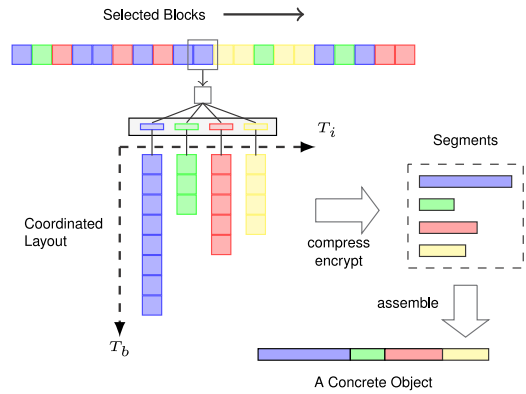 Selected Blocks
T_i
Segments
Coordinated
Layout
compress
encrypt
assemble
T_b
A Concrete Object